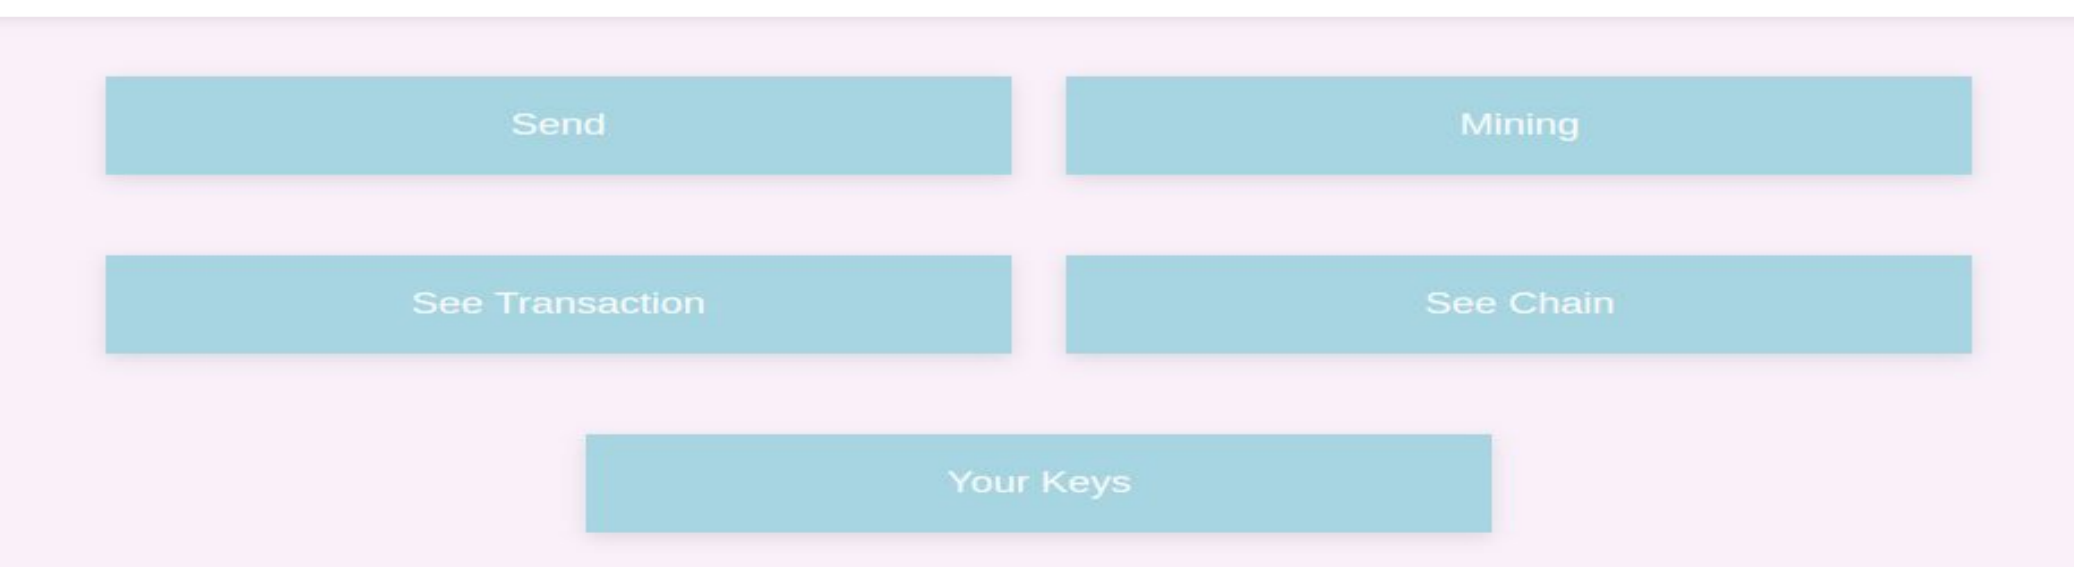 Send
Mining
See Transaction
See Chain
Your Keys